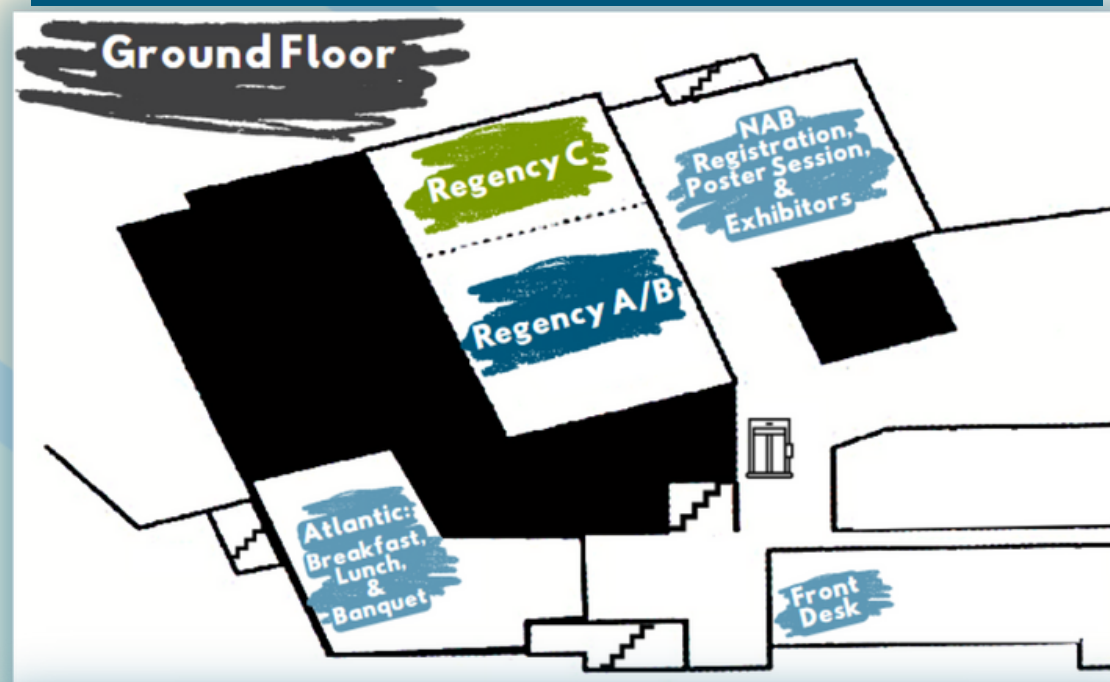 Ground Floor
Regency C
NAB
Registration,
Poster Session,
&
Exhibitors
Regency A/B
Atlantic:
Breakfast,
Lunch,
&
Banquet
Front
Desk